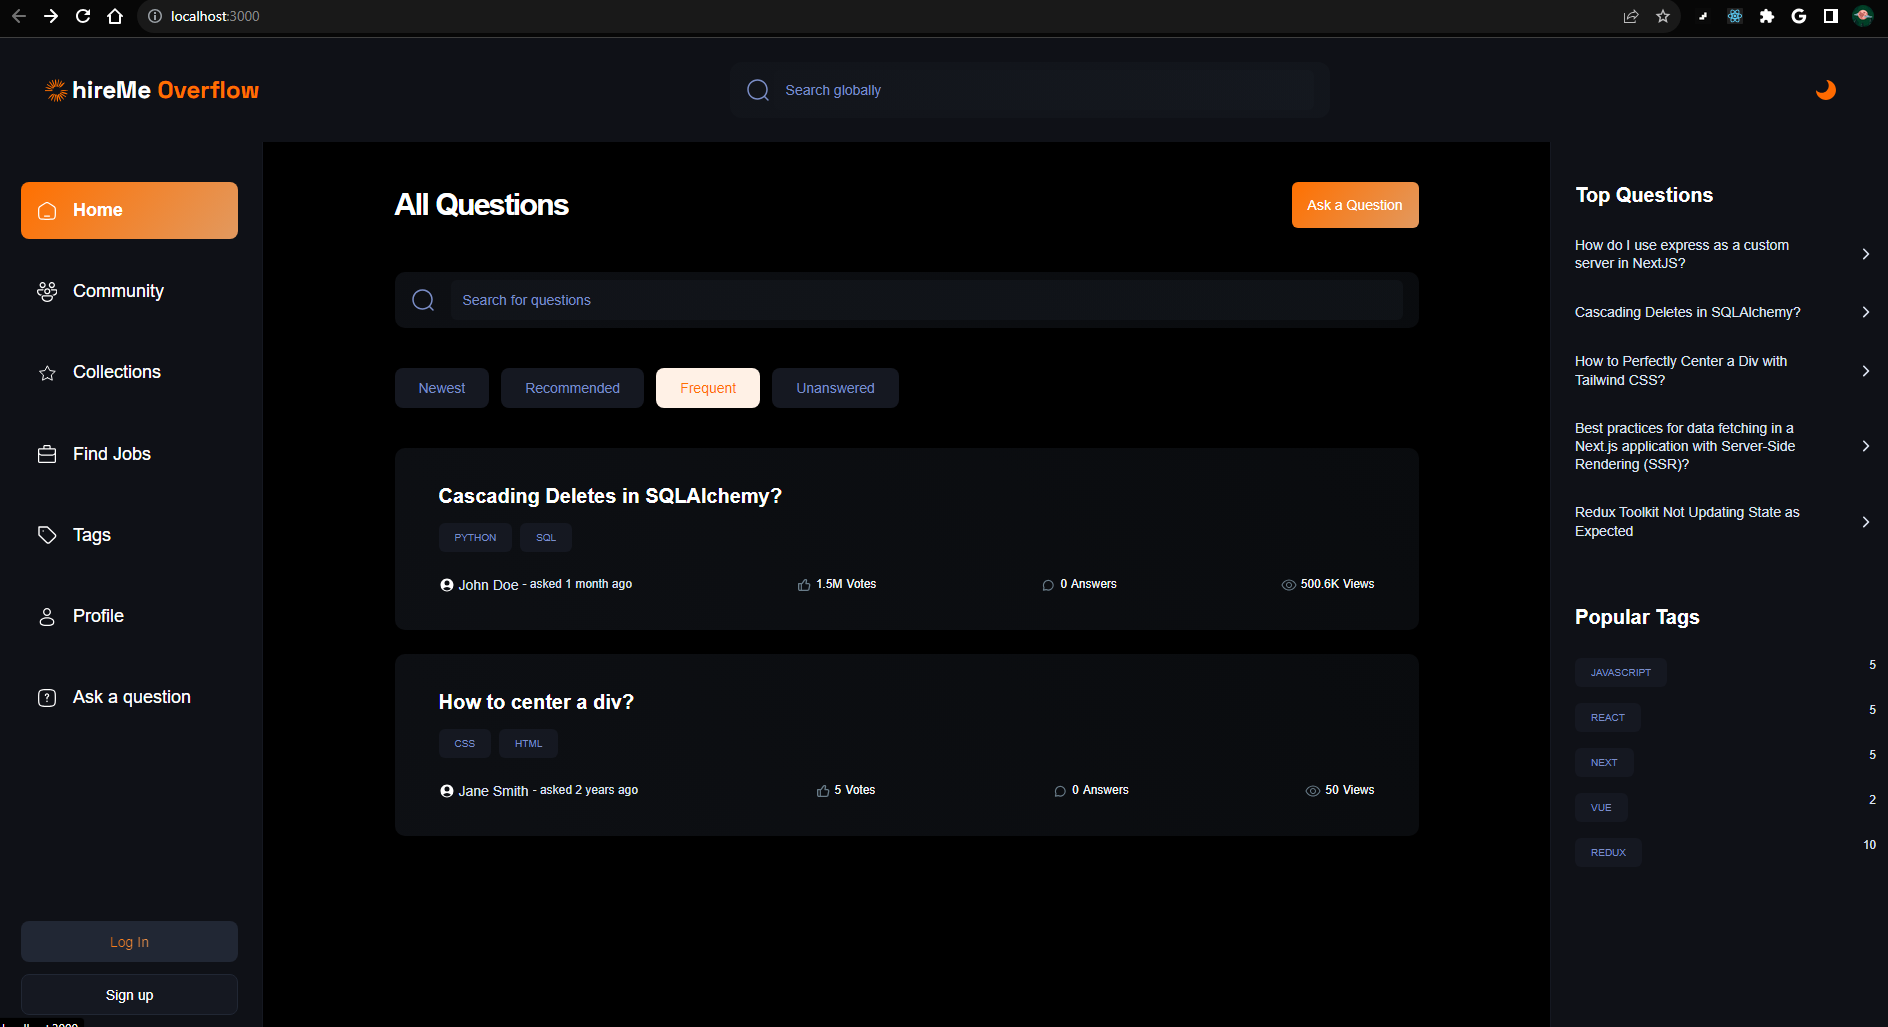 localhost:3000
hireMe Overflow
Search globally
Home
Community
Collections
Find Jobs
Tags
Profile
Ask a question
Log In
Sign up
All Questions
Ask a Question
Search for questions
Newest
Recommended
Frequent
Unanswered
Cascading Deletes in SQLAlchemy?
PYTHON
SQL
John Doe - asked 1 month ago
1.5M Votes
0 Answers
500.6K Views
How to center a div?
CSS
HTML
Jane Smith - asked 2 years ago
5 Votes
0 Answers
50 Views
Top Questions
How do I use express as a custom
server in NextJS?
Cascading Deletes in SQLAlchemy?
How to Perfectly Center a Div with
Tailwind CSS?
Best practices for data fetching in a
Next.js application with Server-Side
Rendering (SSR)?
Redux Toolkit Not Updating State as
Expected
Popular Tags
JAVASCRIPT
5
REACT
5
NEXT
5
VUE
2
REDUX
10